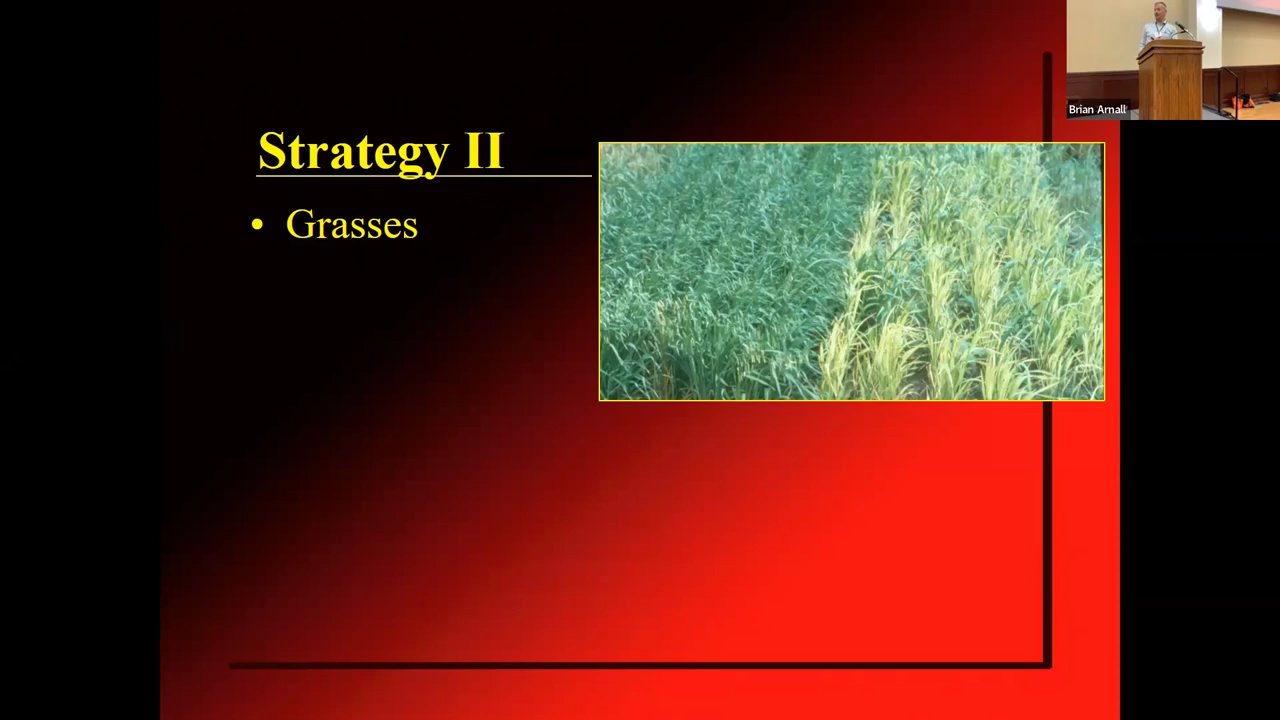 Strategy II
• Grasses
Brian Arnall